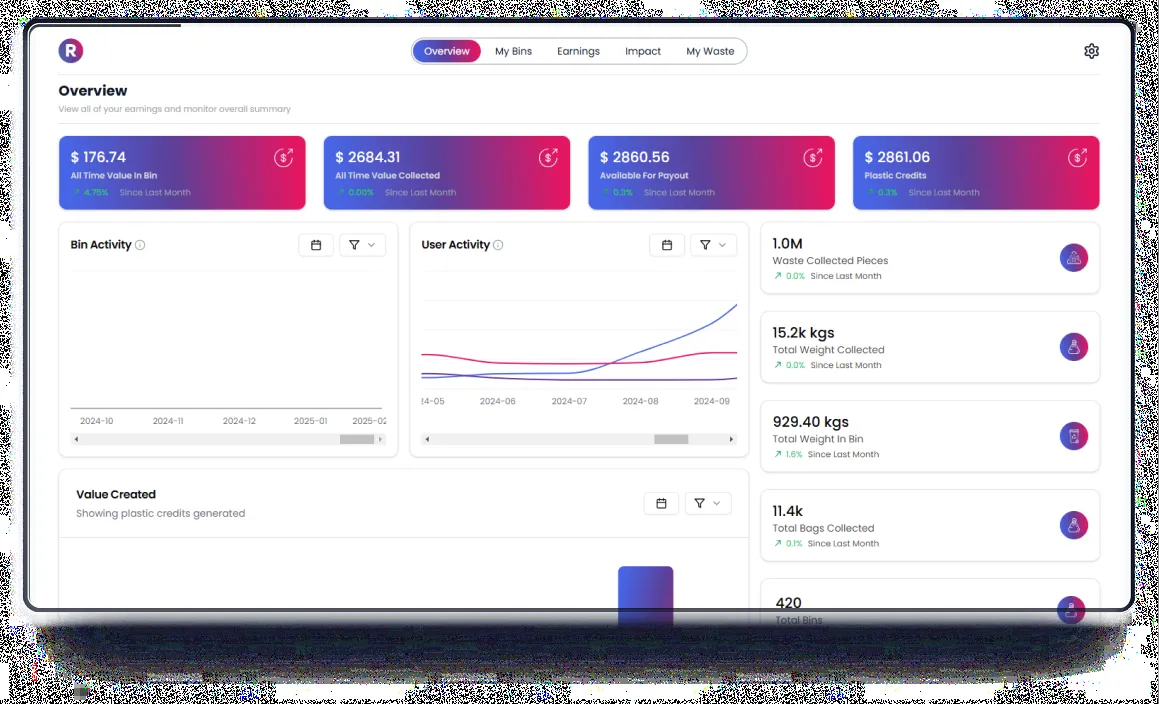 R
Overview My Bins Earnings Impact My Waste
Overview
View all of your earnings and monitor overall summary
$ 176.74
All Time Value In Bin
4.75% Since Last Month
$ 2684.31
All Time Value Collected
0.00% Since Last Month
$ 2860.56
Available For Payout
0.3% Since Last Month
$ 2861.06
Plastic Credits
0.3% Since Last Month
Bin Activity
2024-10 2024-11 2024-12 2025-01 2025-02
User Activity
24-05 2024-06 2024-07 2024-08 2024-09
1.0M
Waste Collected Pieces
0.0% Since Last Month
15.2k kgs
Total Weight Collected
0.0% Since Last Month
929.40 kgs
Total Weight In Bin
1.6% Since Last Month
11.4k
Total Bags Collected
0.1% Since Last Month
420
Total Bins
Value Created
Showing plastic credits generated